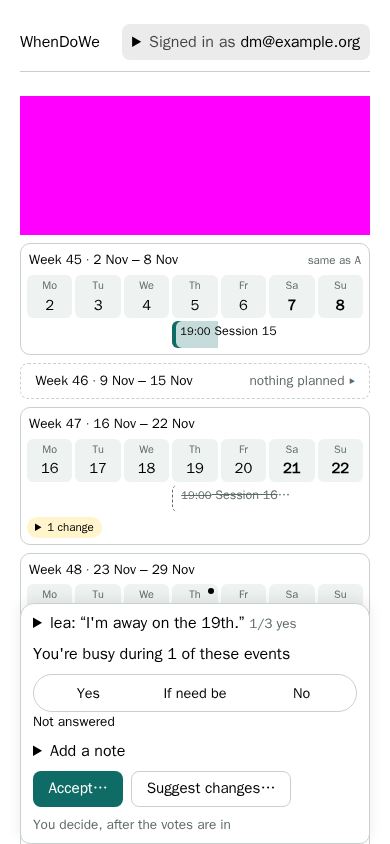 WhenDoWe
▶ Signed in as dm@example.org
Week 45 · 2 Nov – 8 Nov same as A
Mo Tu We Th Fr Sa Su
2 3 4 5 6 7 8
19:00 Session 15
Week 46 · 9 Nov – 15 Nov nothing planned ▸
Week 47 · 16 Nov – 22 Nov
Mo Tu We Th Fr Sa Su
16 17 18 19 20 21 22
19:00 Session 16…
▶ 1 change
Week 48 · 23 Nov – 29 Nov
Mo Tu We Th Fr Sa Su
▶ lea: “I'm away on the 19th.” 1/3 yes
You're busy during 1 of these events
Yes If need be No
Not answered
▶ Add a note
Accept… Suggest changes…
You decide, after the votes are in